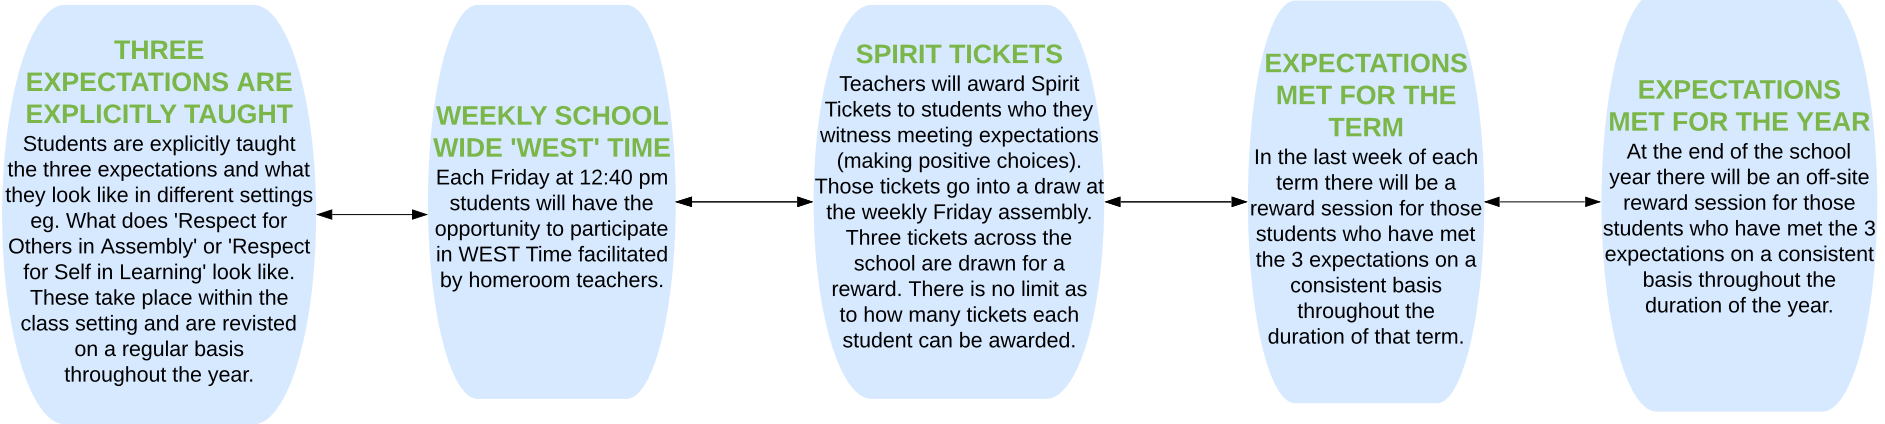 THREE
EXPECTATIONS ARE
EXPLICITLY TAUGHT
Students are explicitly taught
the three expectations and what
they look like in different settings
eg. What does 'Respect for
Others in Assembly' or 'Respect
for Self in Learning' look like.
These take place within the
class setting and are revisted
on a regular basis
throughout the year.
WEEKLY SCHOOL
WIDE 'WEST' TIME
Each Friday at 12:40 pm
students will have the
opportunity to participate
in WEST Time facilitated
by homeroom teachers.
SPIRIT TICKETS
Teachers will award Spirit
Tickets to students who they
witness meeting expectations
(making positive choices).
Those tickets go into a draw at
the weekly Friday assembly.
Three tickets across the
school are drawn for a
reward. There is no limit as
to how many tickets each
student can be awarded.
EXPECTATIONS
MET FOR THE
TERM
In the last week of each
term there will be a
reward session for those
students who have met
the 3 expectations on a
consistent basis
throughout the
duration of that term.
EXPECTATIONS
MET FOR THE YEAR
At the end of the school
year there will be an off-site
reward session for those
students who have met the 3
expectations on a consistent
basis throughout the
duration of the year.